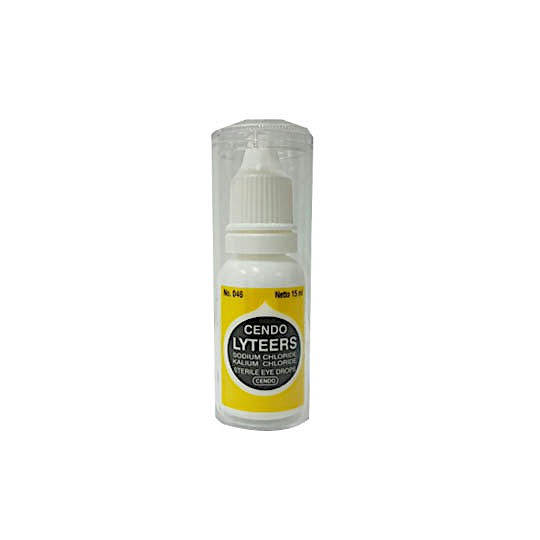 No. 046 Netto 15 ml
CENDO
LYTEERS
SODIUM CHLORIDE
KALIUM CHLORIDE
STERILE EYE DROPS
CENDO